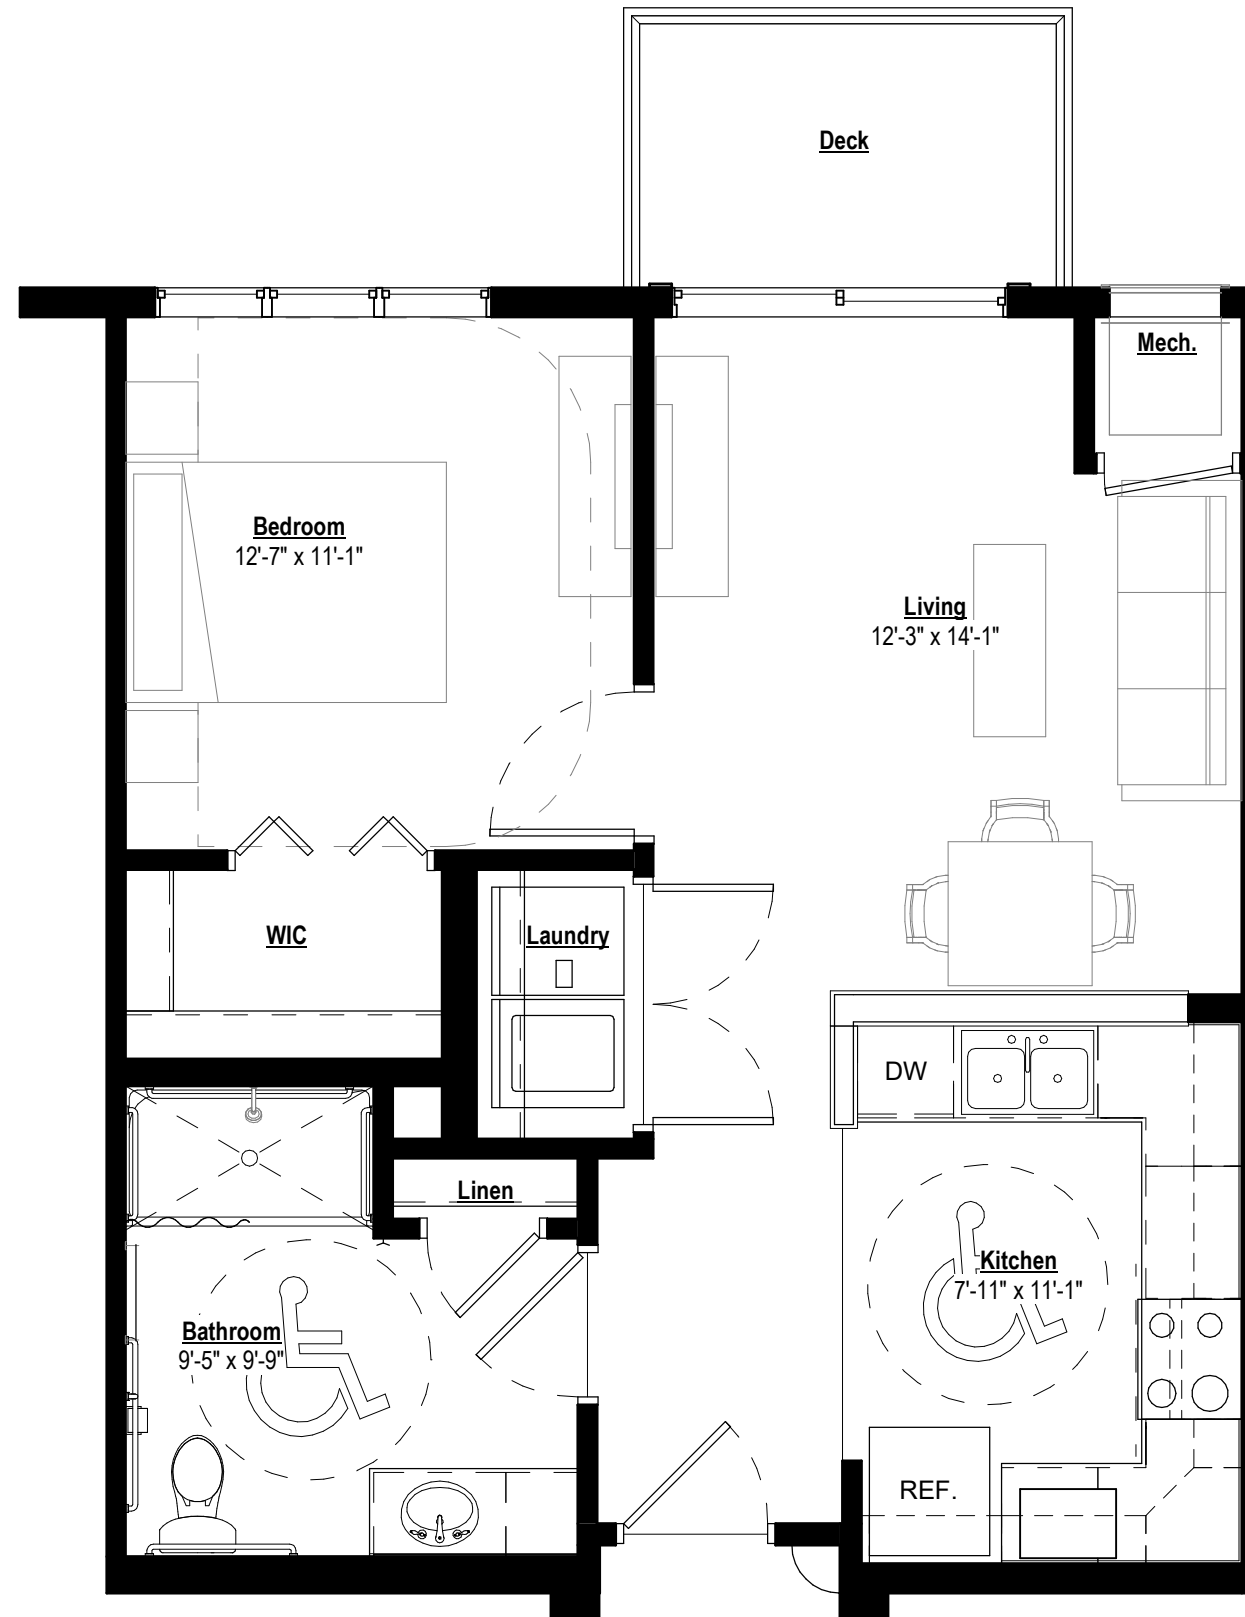 Deck
Mech.
Bedroom
12'-7" x 11'-1"
Living
12'-3" x 14'-1"
WIC
Laundry
DW
Linen
Kitchen
7'-11" x 11'-1"
Bathroom
9'-5" x 9'-9"
REF.